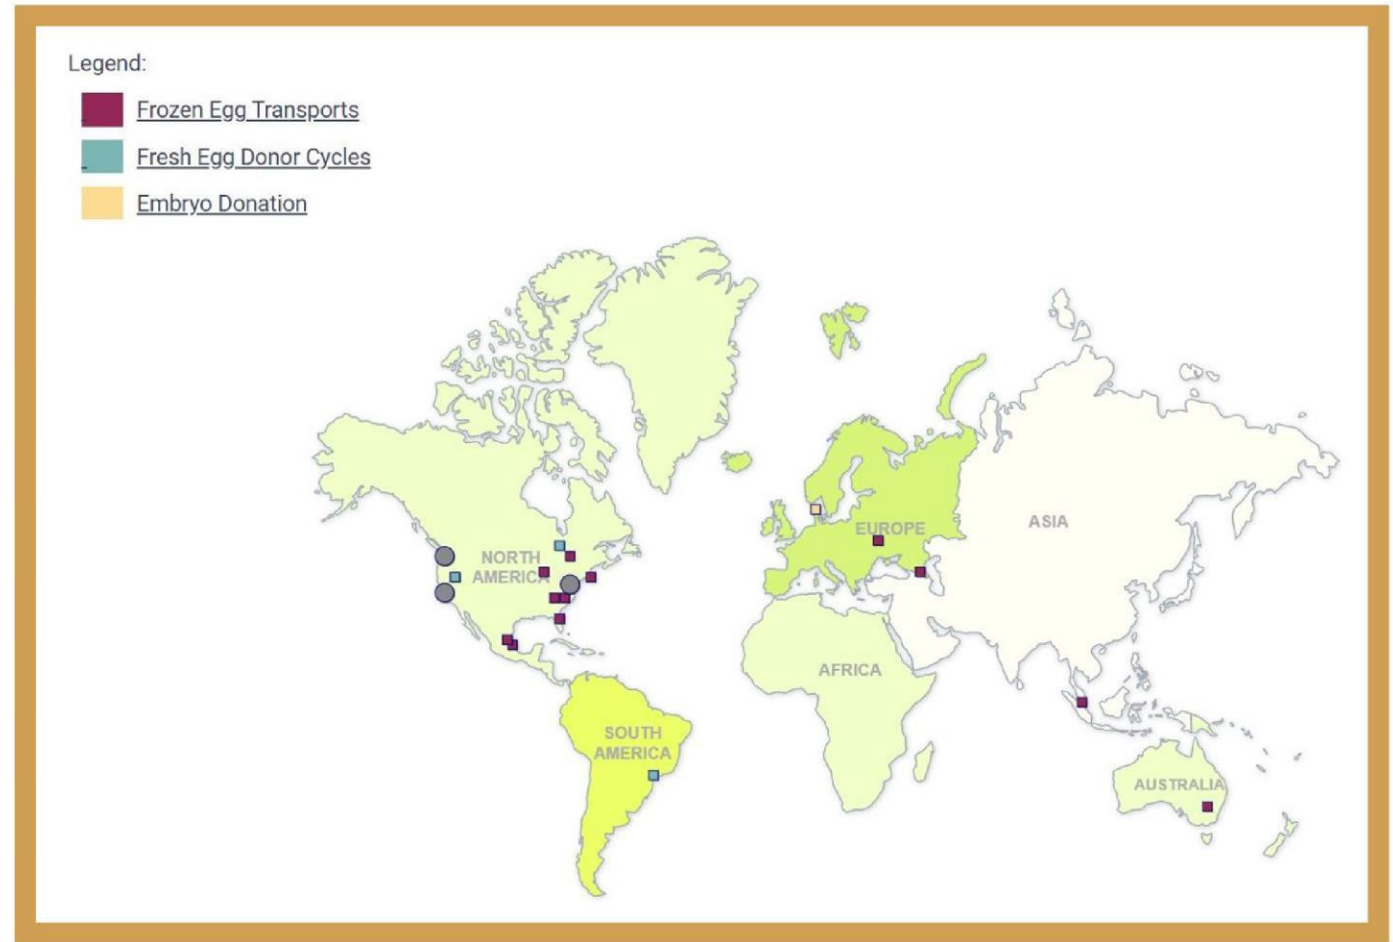 Legend:
Frozen Egg Transports
Fresh Egg Donor Cycles
Embryo Donation
NORTH
AMERICA
EUROPE
ASIA
AFRICA
SOUTH
AMERICA
AUSTRALIA